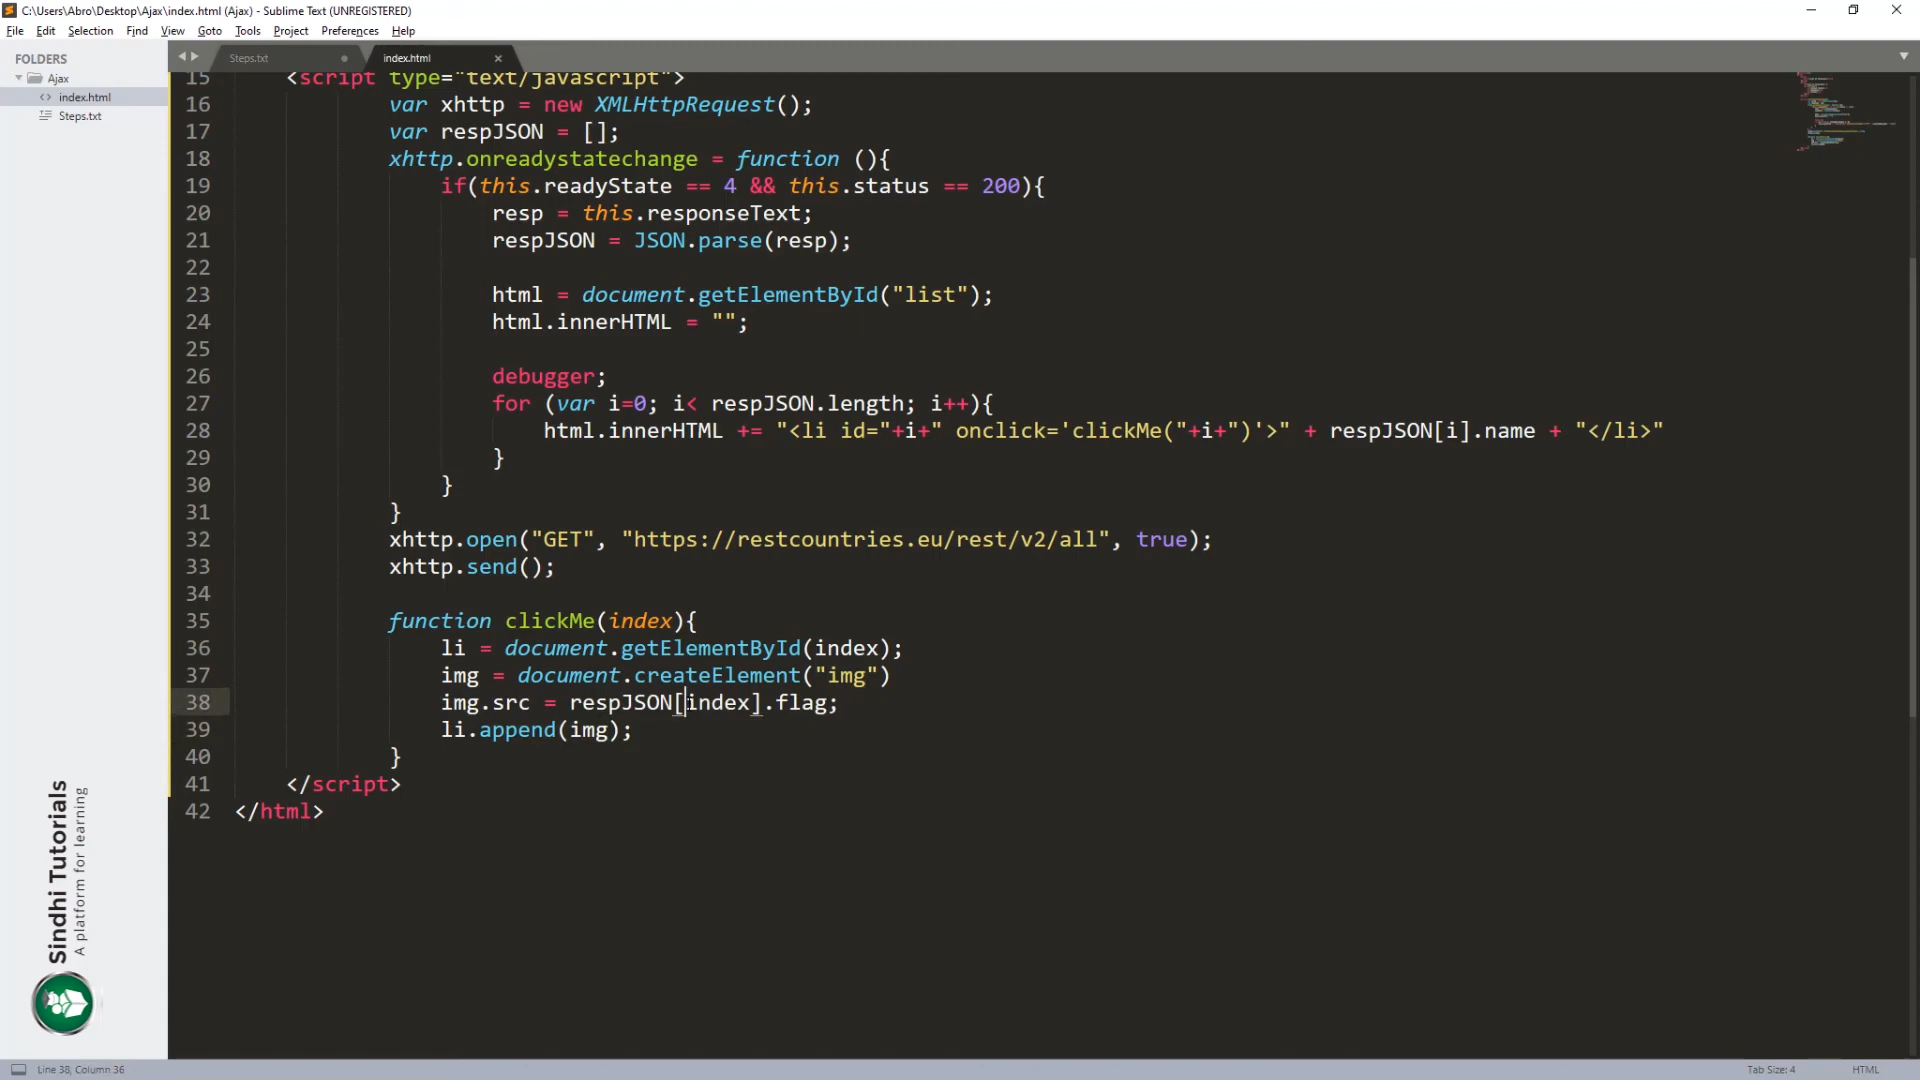 C:\Users\Abro\Desktop\Ajax\index.html (Ajax) - Sublime Text (UNREGISTERED)
File Edit Selection Find View Goto Tools Project Preferences Help
FOLDERS
Ajax
index.html
Steps.txt
Steps.txt
index.html
15 <script type="text/javascript">
16 var xhttp = new XMLHttpRequest();
17 var respJSON = [];
18 xhttp.onreadystatechange = function (){
19 if(this.readyState == 4 && this.status == 200){
20 resp = this.responseText;
21 respJSON = JSON.parse(resp);
22
23 html = document.getElementById("list");
24 html.innerHTML = "";
25
26 debugger;
27 for (var i=0; i< respJSON.length; i++){
28 html.innerHTML += "<li id="+i+" onclick='clickMe("+i+")'>" + respJSON[i].name + "</li>"
29 }
30 }
31 }
32 xhttp.open("GET", "https://restcountries.eu/rest/v2/all", true);
33 xhttp.send();
34
35 function clickMe(index){
36 li = document.getElementById(index);
37 img = document.createElement("img")
38 img.src = respJSON[index].flag;
39 li.append(img);
40 }
41 </script>
42 </html>
Sindhi Tutorials
A platform for learning
Line 38, Column 36
Tab Size: 4
HTML